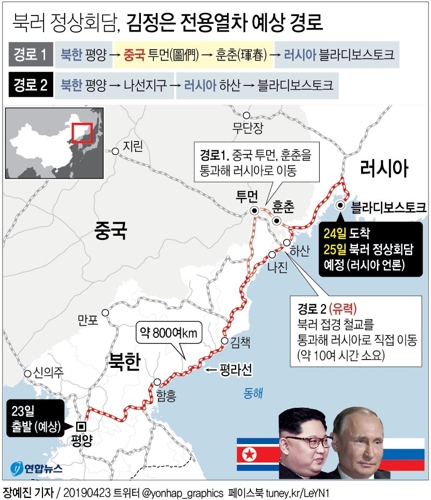 북러 정상회담, 김정은 전용열차 예상 경로
경로 1 북한 평양→중국 투먼(圖們)→훈춘(琿春)→러시아 블라디보스토크
경로 2 북한 평양→나선지구→러시아 하산→블라디보스토크
무단장
지린
경로1. 중국 투먼, 훈춘을
통과해 러시아로 이동
러시아
투먼
훈춘
블라디보스토크
중국
24일 도착
25일 북러 정상회담
예정 (러시아 언론)
하산
나진
경로 2 (유력)
북러 접경 철교를
통과해 러시아로 직접 이동
(약 10여 시간 소요)
만포
약 800여km
김책
북한
신의주
평라선
함흥
동해
23일
출발 (예상)
평양
연합뉴스
장예진 기자 / 20190423 트위터 @yonhap_graphics 페이스북 tuney.kr/LeYN1